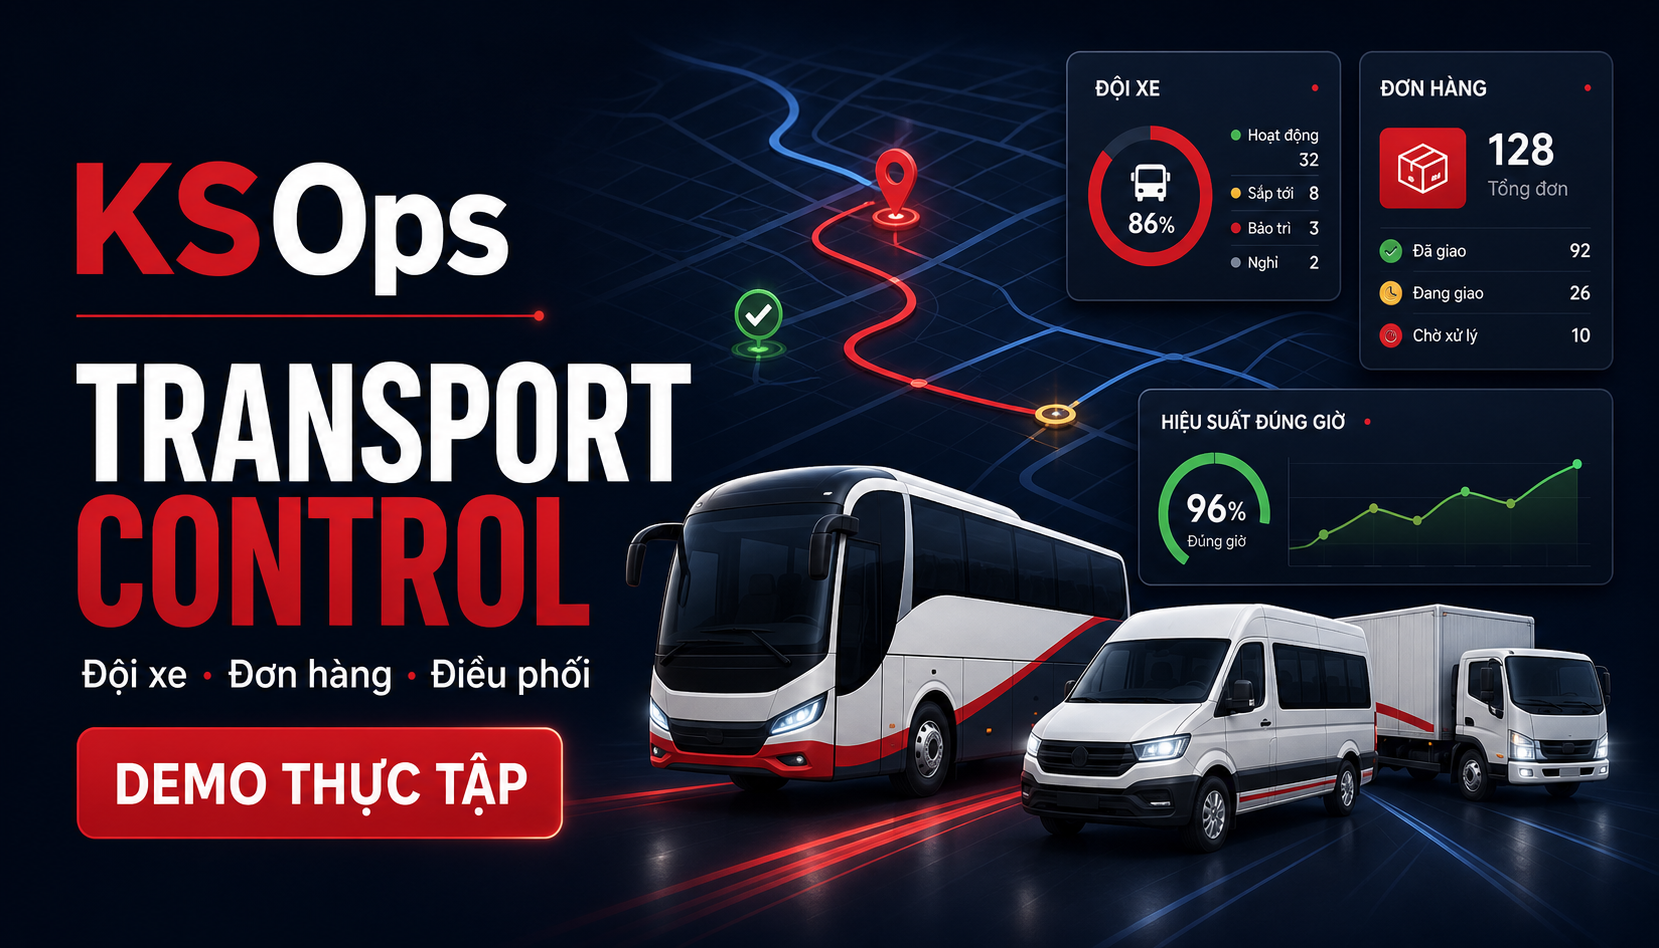 KSOps
TRANSPORT
CONTROL
Đội xe • Đơn hàng • Điều phối
DEMO THỰC TẬP
ĐỘI XE
86%
Hoạt động
32
Sắp tới 8
Bảo trì 3
Nghỉ 2
ĐƠN HÀNG
128
Tổng đơn
Đã giao 92
Đang giao 26
Chờ xử lý 10
HIỆU SUẤT ĐÚNG GIỜ
96%
Đúng giờ